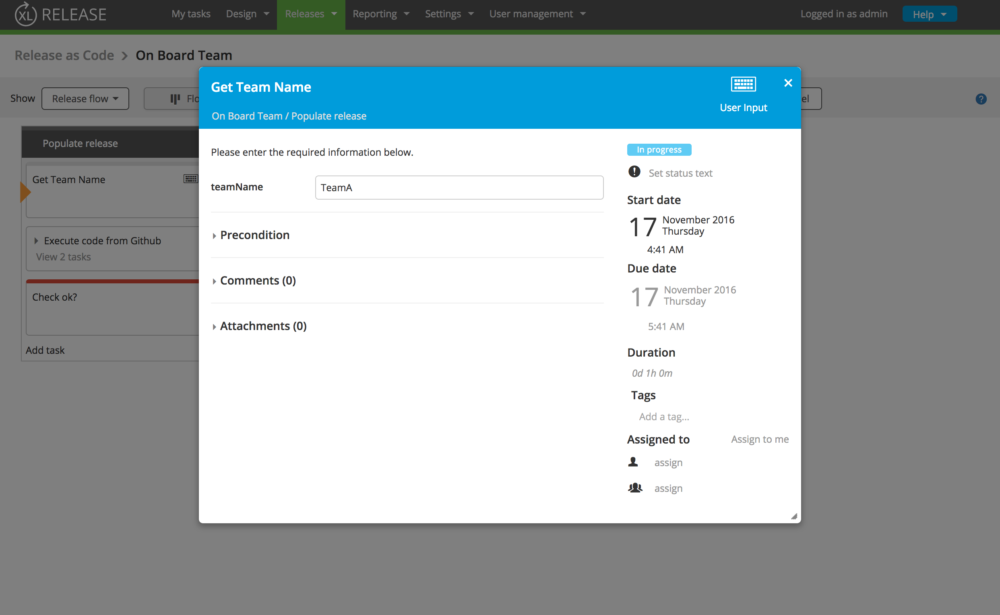 XL RELEASE
My tasks Design Releases Reporting Settings User management Logged in as admin Help
Release as Code > On Board Team
Show Release flow
Get Team Name
User Input
On Board Team / Populate release
Populate release
Get Team Name
Execute code from Github
View 2 tasks
Check ok?
Add task
Please enter the required information below.
teamName TeamA
Precondition
Comments (0)
Attachments (0)
In progress
Set status text
Start date
17 November 2016
Thursday
4:41 AM
Due date
17 November 2016
Thursday
5:41 AM
Duration
0d 1h 0m
Tags
Add a tag...
Assigned to Assign to me
assign
assign